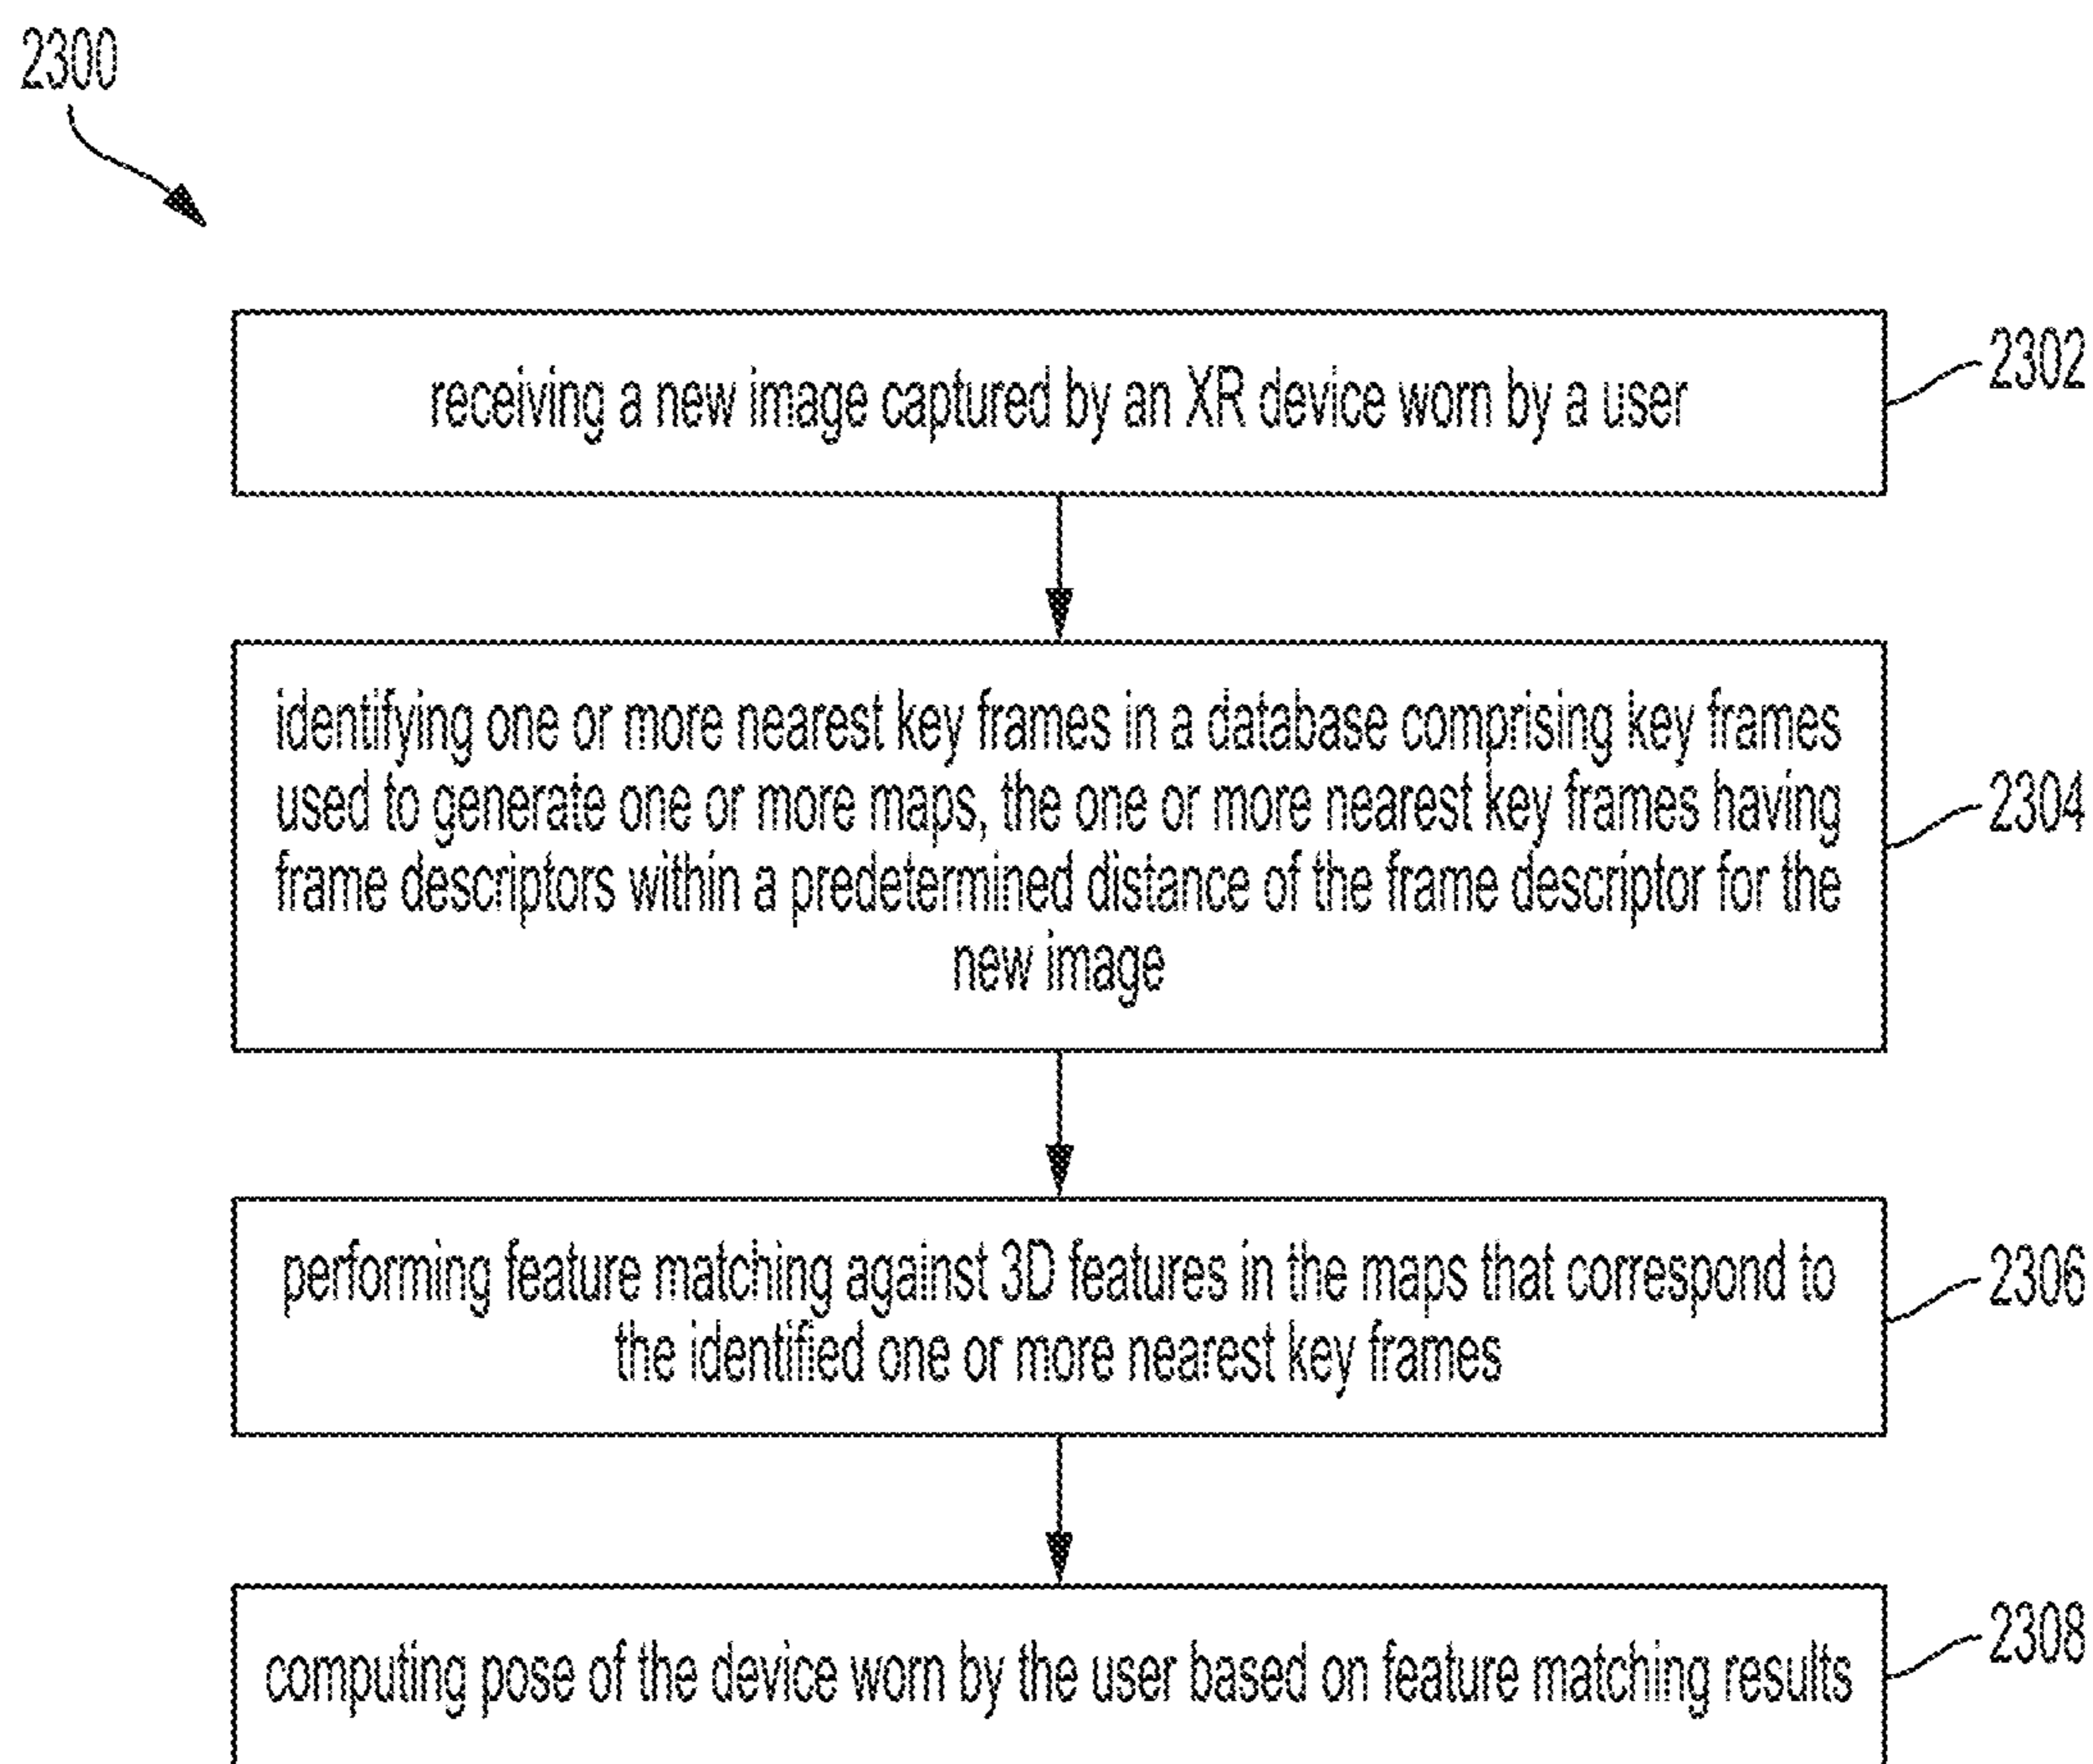 2300
receiving a new image captured by an XR device worn by a user
2302
identifying one or more nearest key frames in a database comprising key frames
used to generate one or more maps, the one or more nearest key frames having
frame descriptors within a predetermined distance of the frame descriptor for the
new image
2304
performing feature matching against 3D features in the maps that correspond to
the identified one or more nearest key frames
2306
computing pose of the device worn by the user based on feature matching results
2308